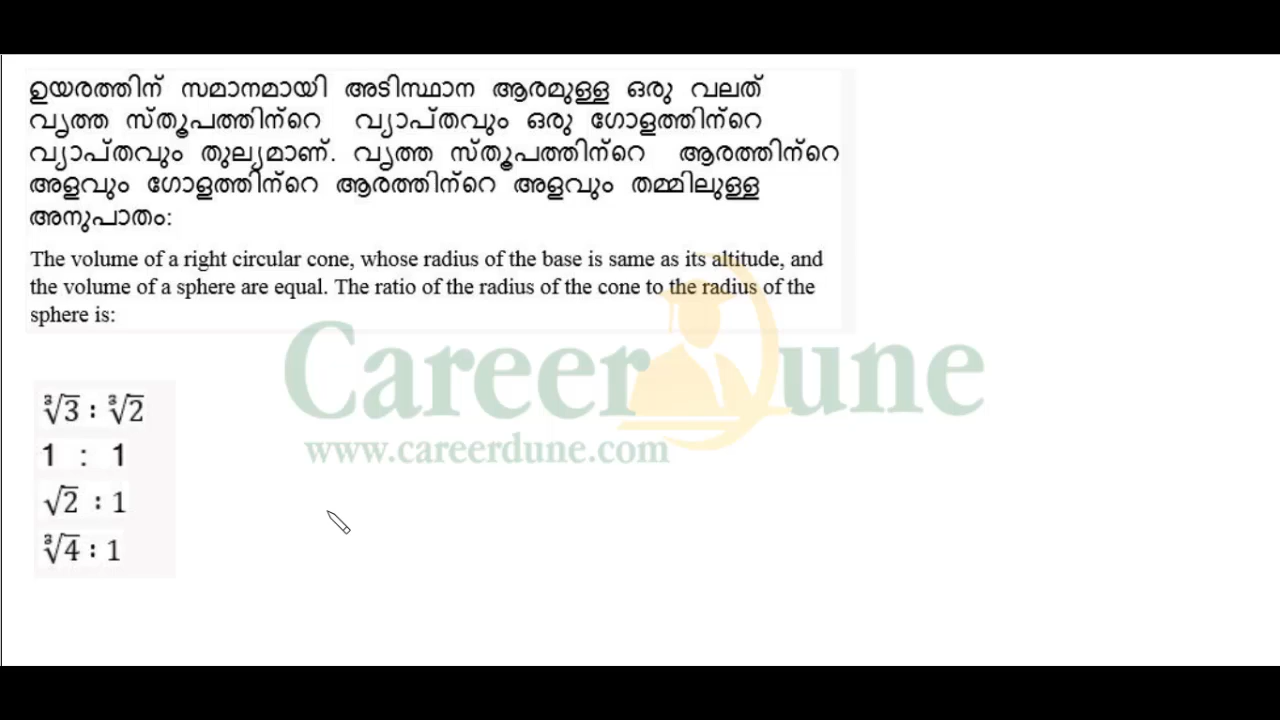 ഉയരത്തിന് സമാനമായി അടിസ്ഥാന ആരമുള്ള ഒരു വലത്
വൃത്ത സ്തൂപത്തിന്റെ വ്യാപ്തവും ഒരു ഗോളത്തിന്റെ
വ്യാപ്തവും തുല്യമാണ്. വൃത്ത സ്തൂപത്തിന്റെ ആരത്തിന്റെ
അളവും ഗോളത്തിന്റെ ആരത്തിന്റെ അളവും തമ്മിലുള്ള
അനുപാതം:
The volume of a right circular cone, whose radius of the base is same as its altitude, and
the volume of a sphere are equal. The ratio of the radius of the cone to the radius of the
sphere is:
CareerDune
www.careerdune.com
∛3 : ∛2
1 : 1
√2 : 1
∛4 : 1